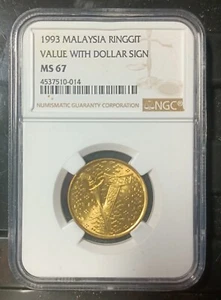 1993 MALAYSIA RINGGIT
VALUE WITH DOLLAR SIGN
MS 67
4537510-014
NUMISMATIC GUARANTY CORPORATION
NGC